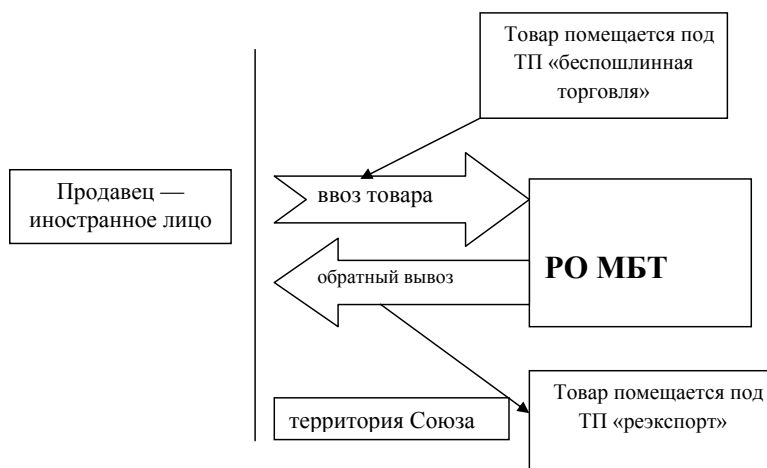 Товар помещается под
ТП «беспошлинная
торговля»
Продавец —
иностранное лицо
ввоз товара
РО МБТ
обратный вывоз
Товар помещается под
ТП «реэкспорт»
территория Союза